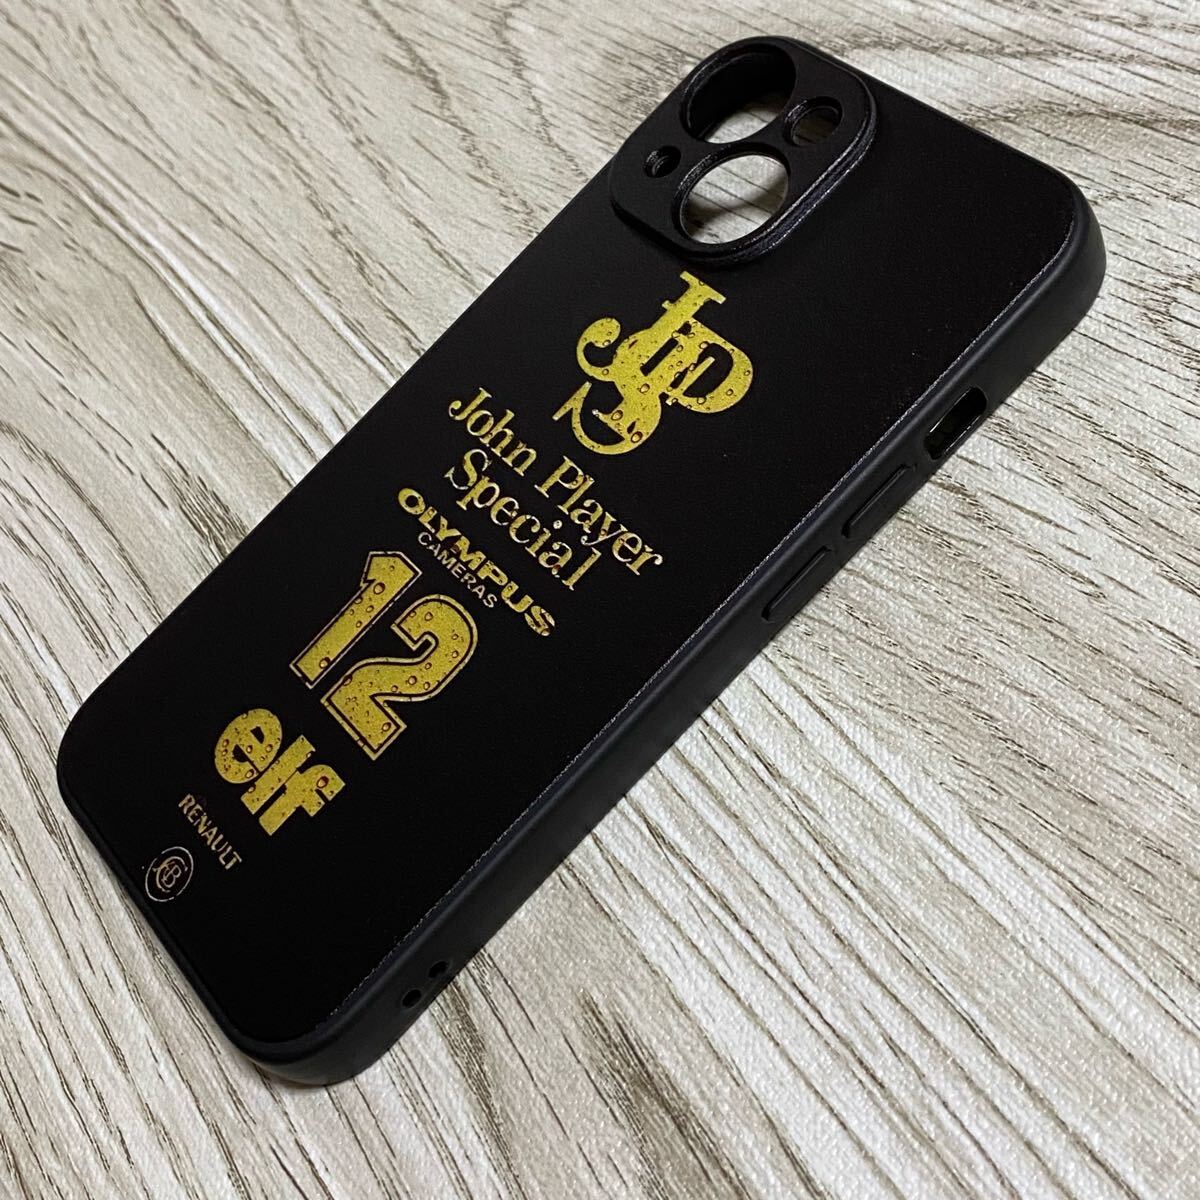 JPS
John Player
Special
OLYMPUS
CAMERAS
12
elf
RENAULT